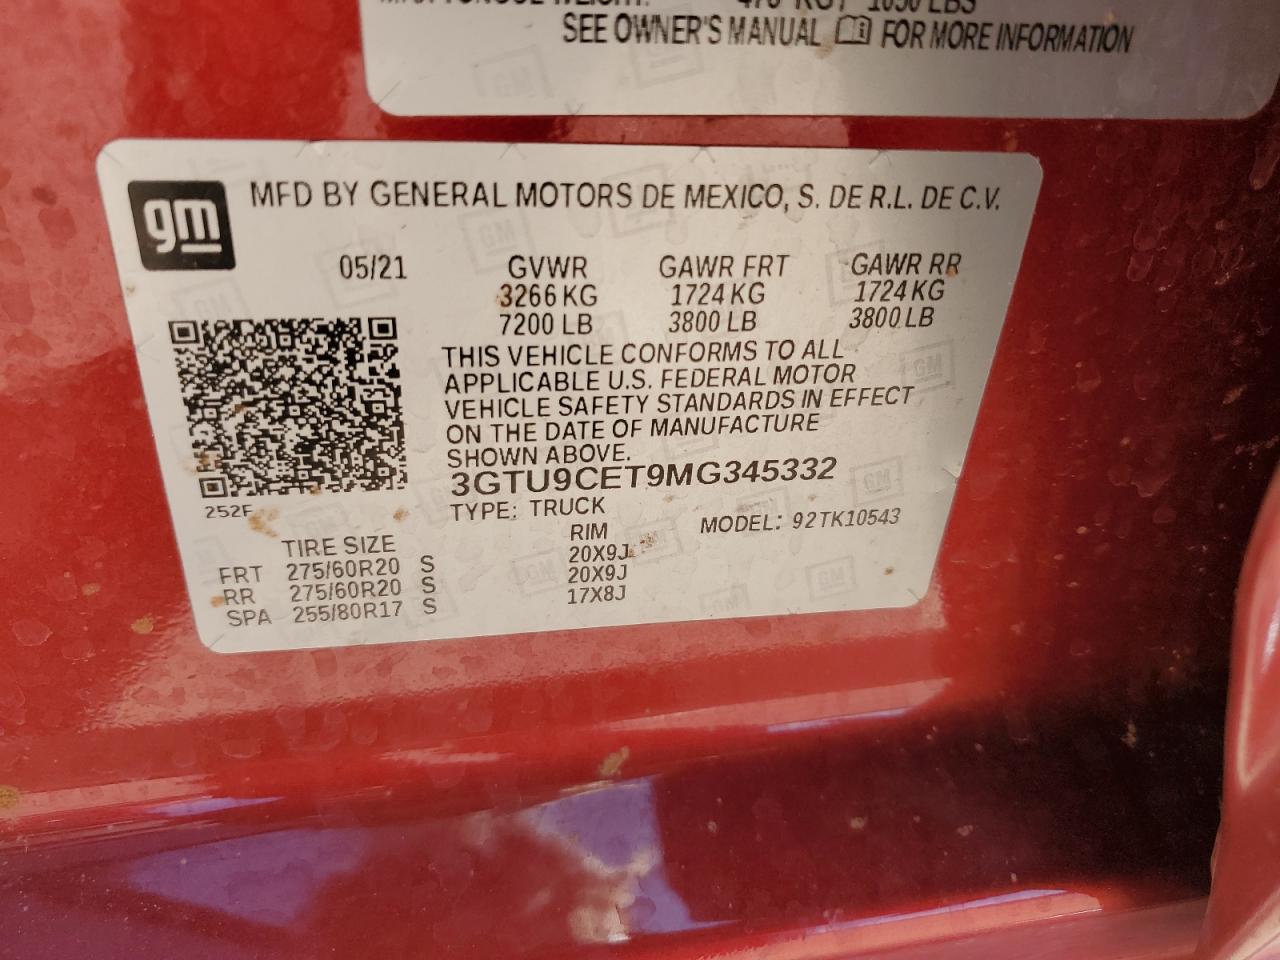 SEE OWNER'S MANUAL FOR MORE INFORMATION
gm
MFD BY GENERAL MOTORS DE MEXICO, S. DE R.L. DE C.V.
05/21 GVWR GAWR FRT GAWR RR
3266 KG 1724 KG 1724 KG
7200 LB 3800 LB 3800 LB
THIS VEHICLE CONFORMS TO ALL
APPLICABLE U.S. FEDERAL MOTOR
VEHICLE SAFETY STANDARDS IN EFFECT
ON THE DATE OF MANUFACTURE
SHOWN ABOVE.
3GTU9CET9MG345332
252F
TYPE: TRUCK
MODEL: 92TK10543
TIRE SIZE RIM
FRT 275/60R20 S 20X9J
RR 275/60R20 S 20X9J
SPA 255/80R17 S 17X8J